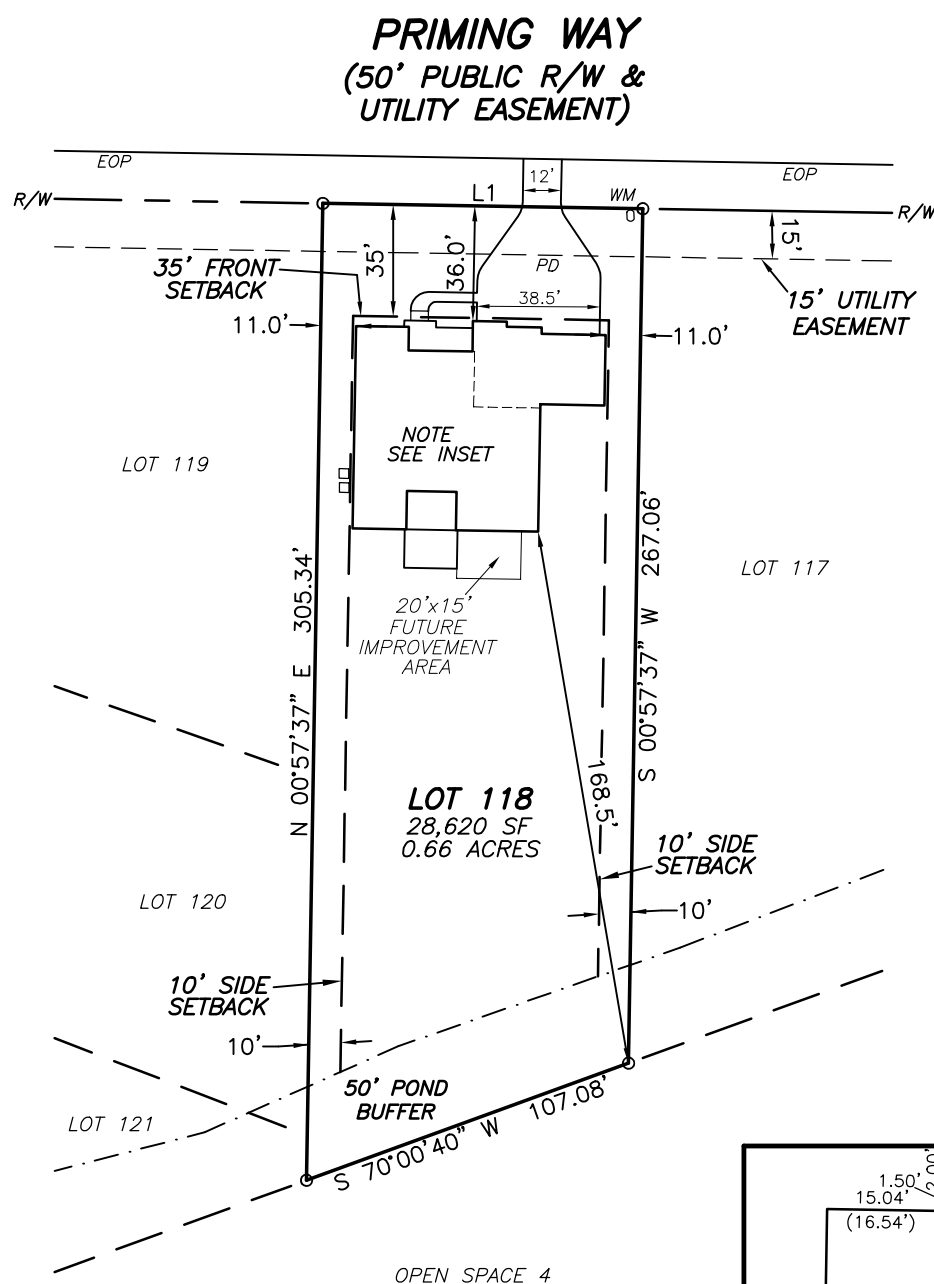 PRIMING WAY
(50' PUBLIC R/W &
UTILITY EASEMENT)
EOP
EOP
12'
L1
WM
R/W
R/W
15'
35'
36.0'
PD
35' FRONT
SETBACK
38.5'
15' UTILITY
EASEMENT
11.0'
11.0'
NOTE
SEE INSET
LOT 119
LOT 117
N 00°57'37" E 305.34'
S 00°57'37" W 267.06'
20'x15'
FUTURE
IMPROVEMENT
AREA
168.5'
LOT 118
28,620 SF
0.66 ACRES
10' SIDE
SETBACK
10'
LOT 120
10' SIDE
SETBACK
10'
50' POND
BUFFER
LOT 121
S 70°00'40" W 107.08'
1.50'
2.00'
15.04'
(16.54')
OPEN SPACE 4